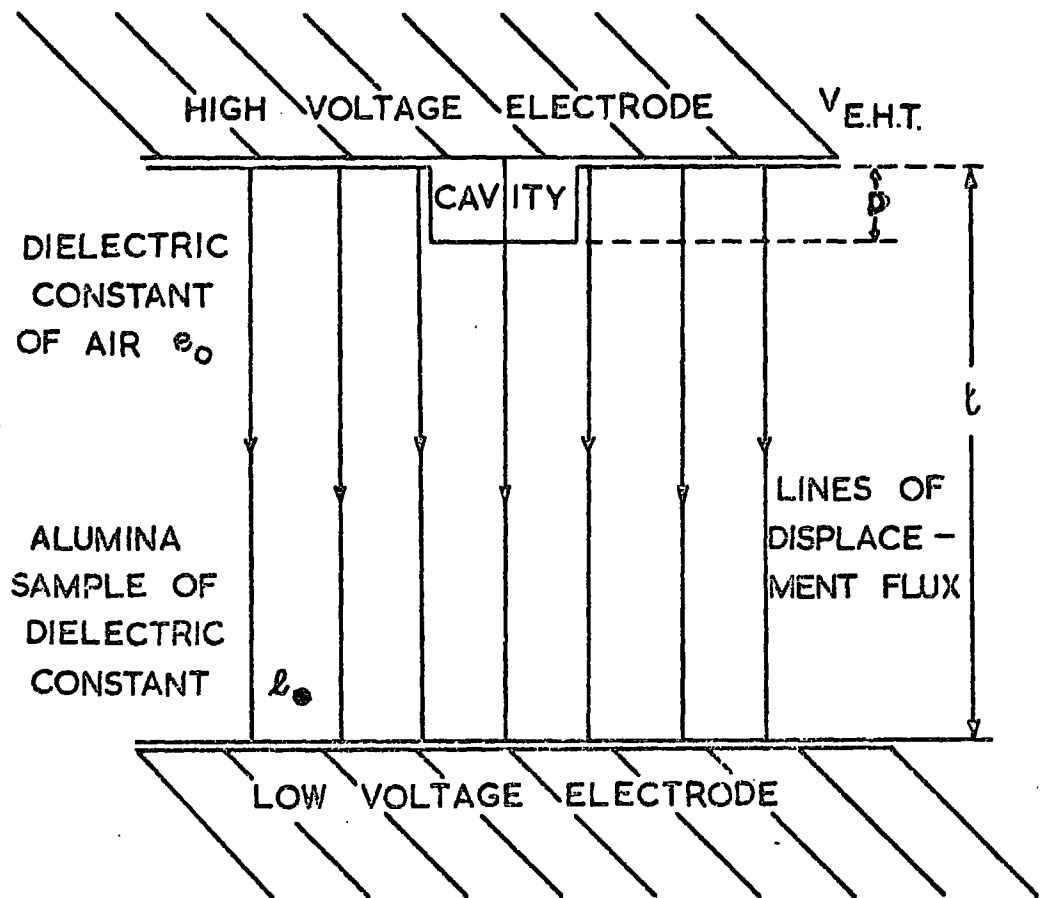 HIGH VOLTAGE ELECTRODE
V E.H.T.
CAVITY
D
DIELECTRIC
CONSTANT
OF AIR e₀
t
ALUMINA
SAMPLE OF
DIELECTRIC
CONSTANT
LINES OF
DISPLACE -
MENT FLUX
LOW VOLTAGE ELECTRODE